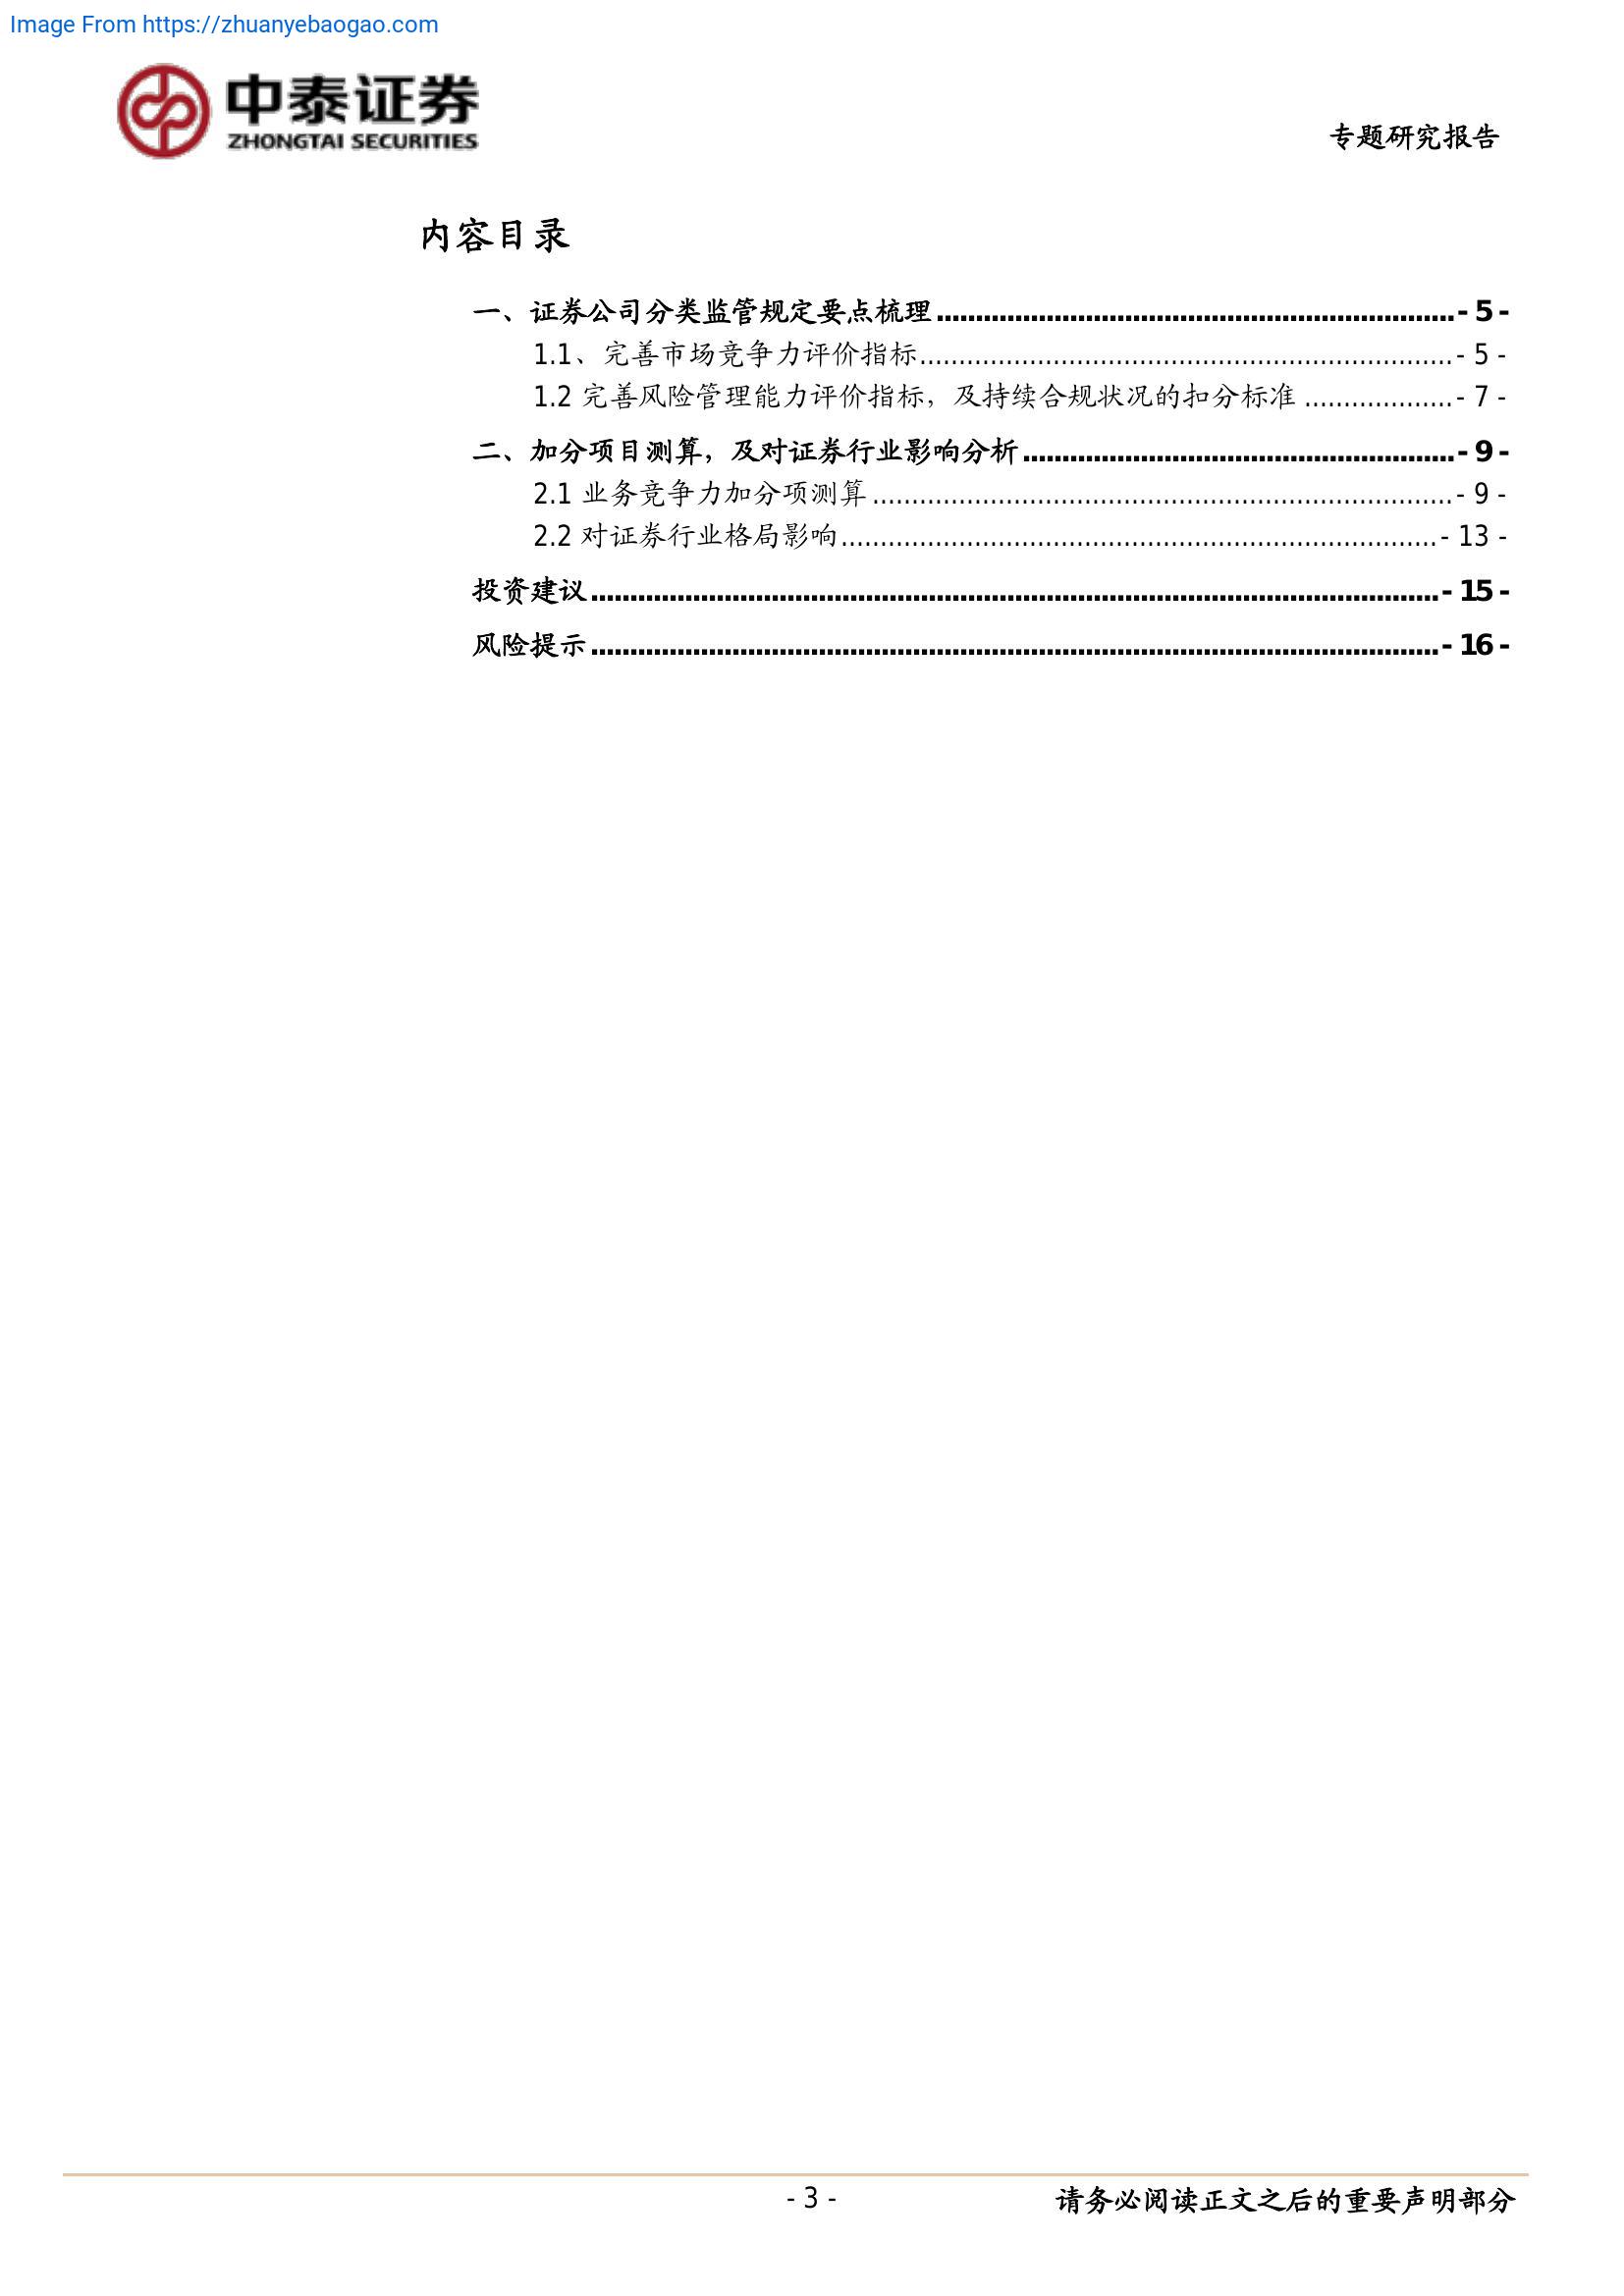 Image From https://zhuanyebaogao.com
中泰证券
ZHONGTAI SECURITIES
专题研究报告
内容目录
一、证券公司分类监管规定要点梳理..................................................................- 5 -
1.1、完善市场竞争力评价指标....................................................................- 5 -
1.2 完善风险管理能力评价指标，及持续合规状况的扣分标准 ...................- 7 -
二、加分项目测算，及对证券行业影响分析.......................................................- 9 -
2.1 业务竞争力加分项测算..........................................................................- 9 -
2.2 对证券行业格局影响............................................................................- 13 -
投资建议............................................................................................................- 15 -
风险提示............................................................................................................- 16 -
- 3 -
请务必阅读正文之后的重要声明部分